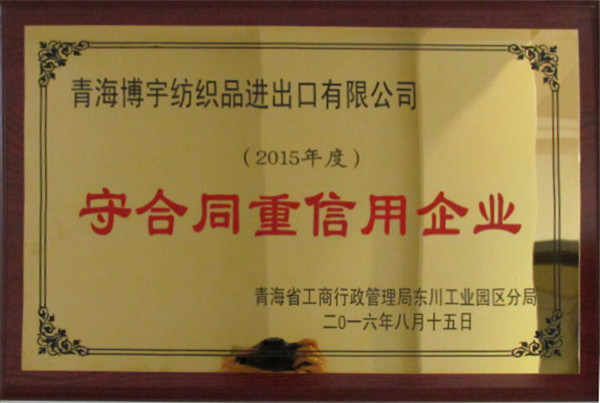 青海博宇纺织品进出口有限公司
（2015年度）
守合同重信用企业
青海省工商行政管理局东川工业园区分局
二0一六年八月十五日